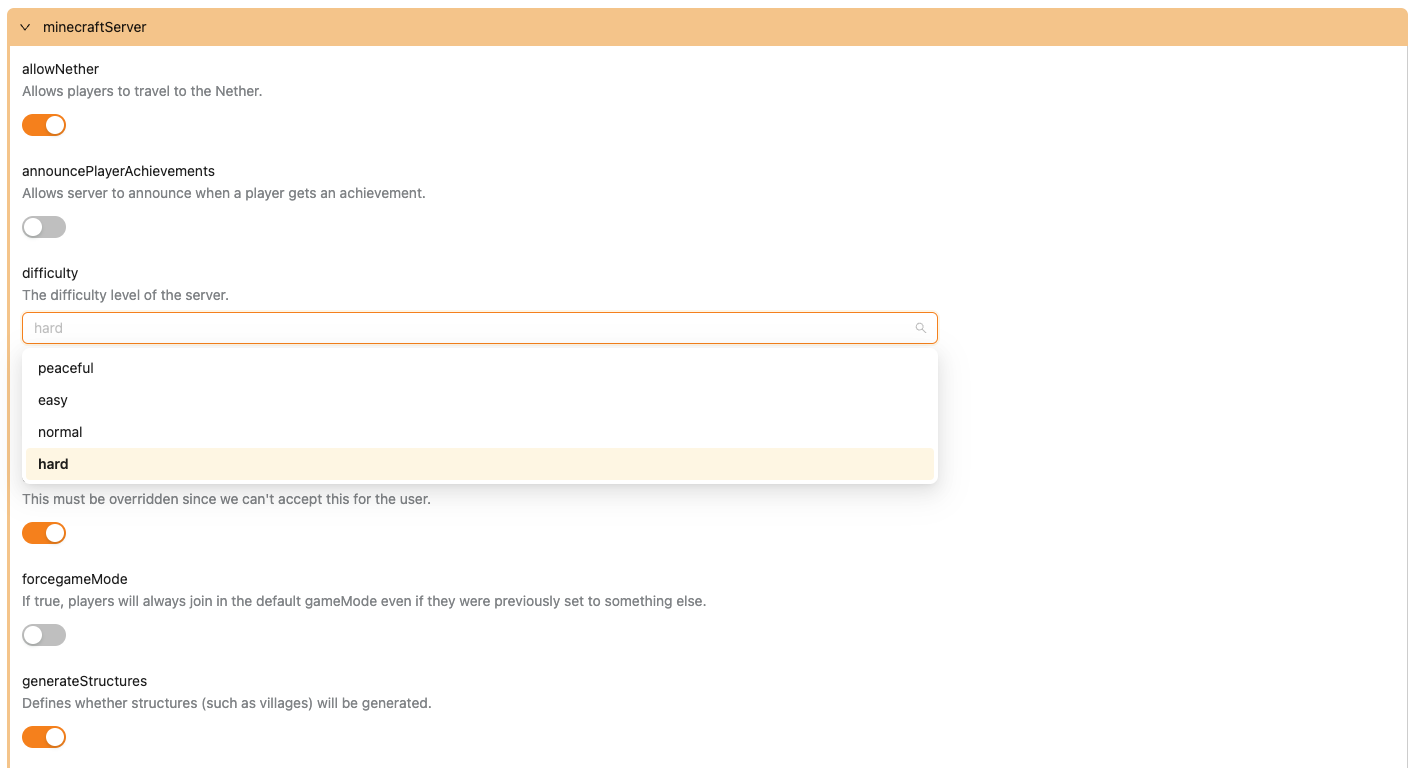 minecraftServer
allowNether
Allows players to travel to the Nether.
announcePlayerAchievements
Allows server to announce when a player gets an achievement.
difficulty
The difficulty level of the server.
hard
peaceful
easy
normal
hard
This must be overridden since we can't accept this for the user.
forcegameMode
If true, players will always join in the default gameMode even if they were previously set to something else.
generateStructures
Defines whether structures (such as villages) will be generated.